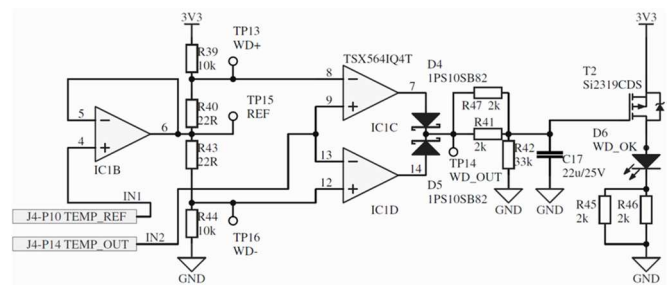 3V3
3V3
TP13
WD+
R39
10k
TSX564IQ4T
D4
1PS10SB82
T2
Si2319CDS
8
7
R40
22R
TP15
REF
R47 2k
5
9
6
IC1C
R41
2k
D6
WD_OK
4
R43
22R
13
TP14
WD_OUT
R42
33k
C17
22u/25V
IC1B
12
14
IN1
D5
1PS10SB82
GND
GND
R45
2k
R46
2k
J4-P10 TEMP_REF
R44
10k
IC1D
J4-P14 TEMP_OUT
IN2
TP16
WD-
GND
GND